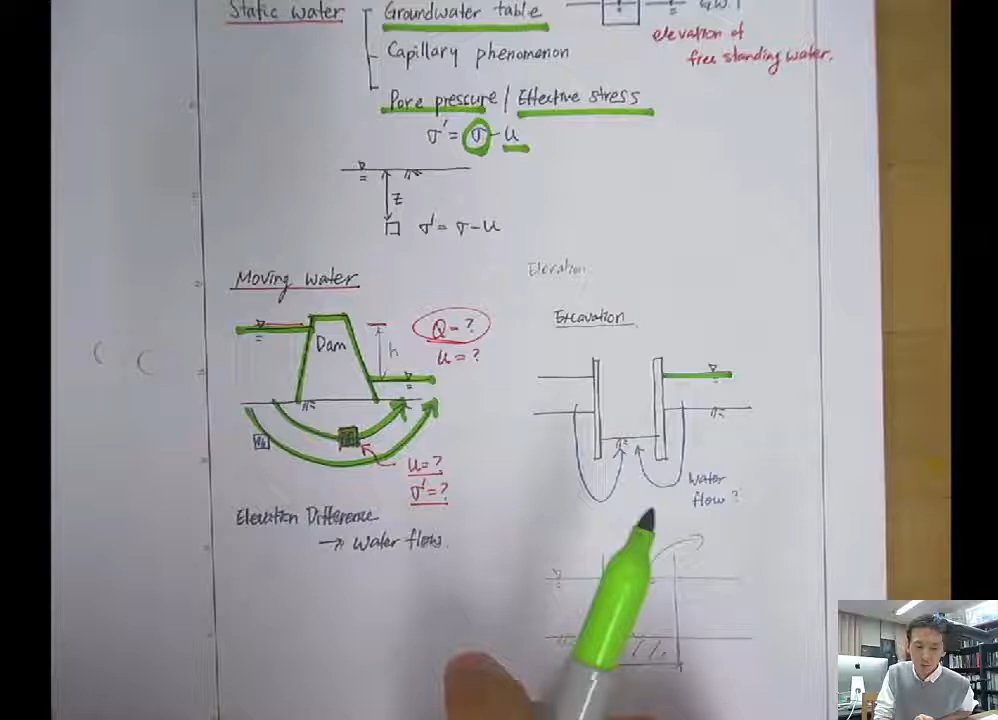 Static water
Groundwater table
elevation of
free standing water.
Capillary phenomenon
Pore pressure / Effective stress
σ' = σ - u
z
σ' = σ - u
Moving water
Elevation
Excavation
Dam
h
Q = ?
u = ?
u = ?
σ' = ?
water
flow ?
Elevation Difference
→ water flows.